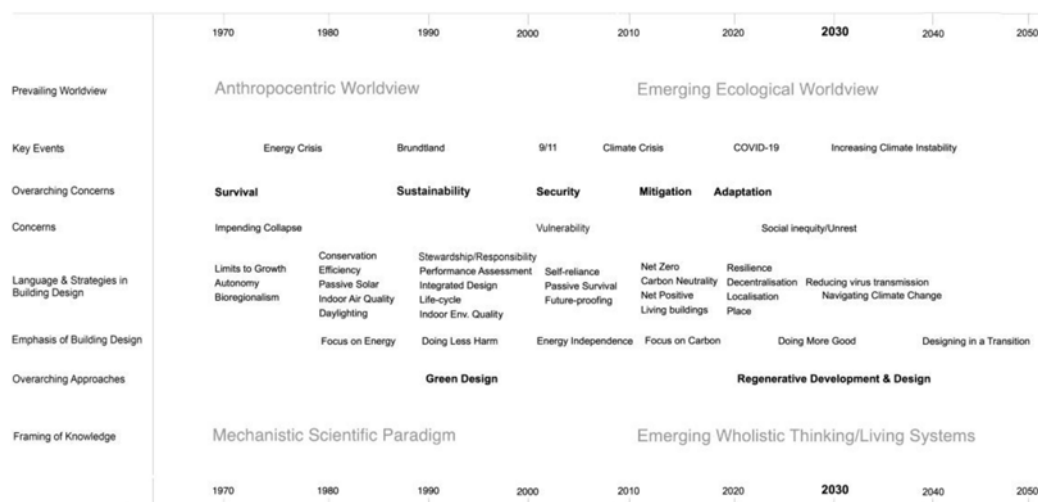 1970 1980 1990 2000 2010 2020 2030 2040 2050
Prevailing Worldview Anthropocentric Worldview Emerging Ecological Worldview
Key Events Energy Crisis Brundtland 9/11 Climate Crisis COVID-19 Increasing Climate Instability
Overarching Concerns Survival Sustainability Security Mitigation Adaptation
Concerns Impending Collapse Vulnerability Social inequity/Unrest
Language & Strategies in Building Design
Limits to Growth
Autonomy
Bioregionalism
Conservation
Efficiency
Passive Solar
Indoor Air Quality
Daylighting
Stewardship/Responsibility
Performance Assessment
Integrated Design
Life-cycle
Indoor Env. Quality
Self-reliance
Passive Survival
Future-proofing
Net Zero
Carbon Neutrality
Net Positive
Living buildings
Resilience
Decentralisation
Localisation
Place
Reducing virus transmission
Navigating Climate Change
Emphasis of Building Design Focus on Energy Doing Less Harm Energy Independence Focus on Carbon Doing More Good Designing in a Transition
Overarching Approaches Green Design Regenerative Development & Design
Framing of Knowledge Mechanistic Scientific Paradigm Emerging Wholistic Thinking/Living Systems
1970 1980 1990 2000 2010 2020 2030 2040 2050